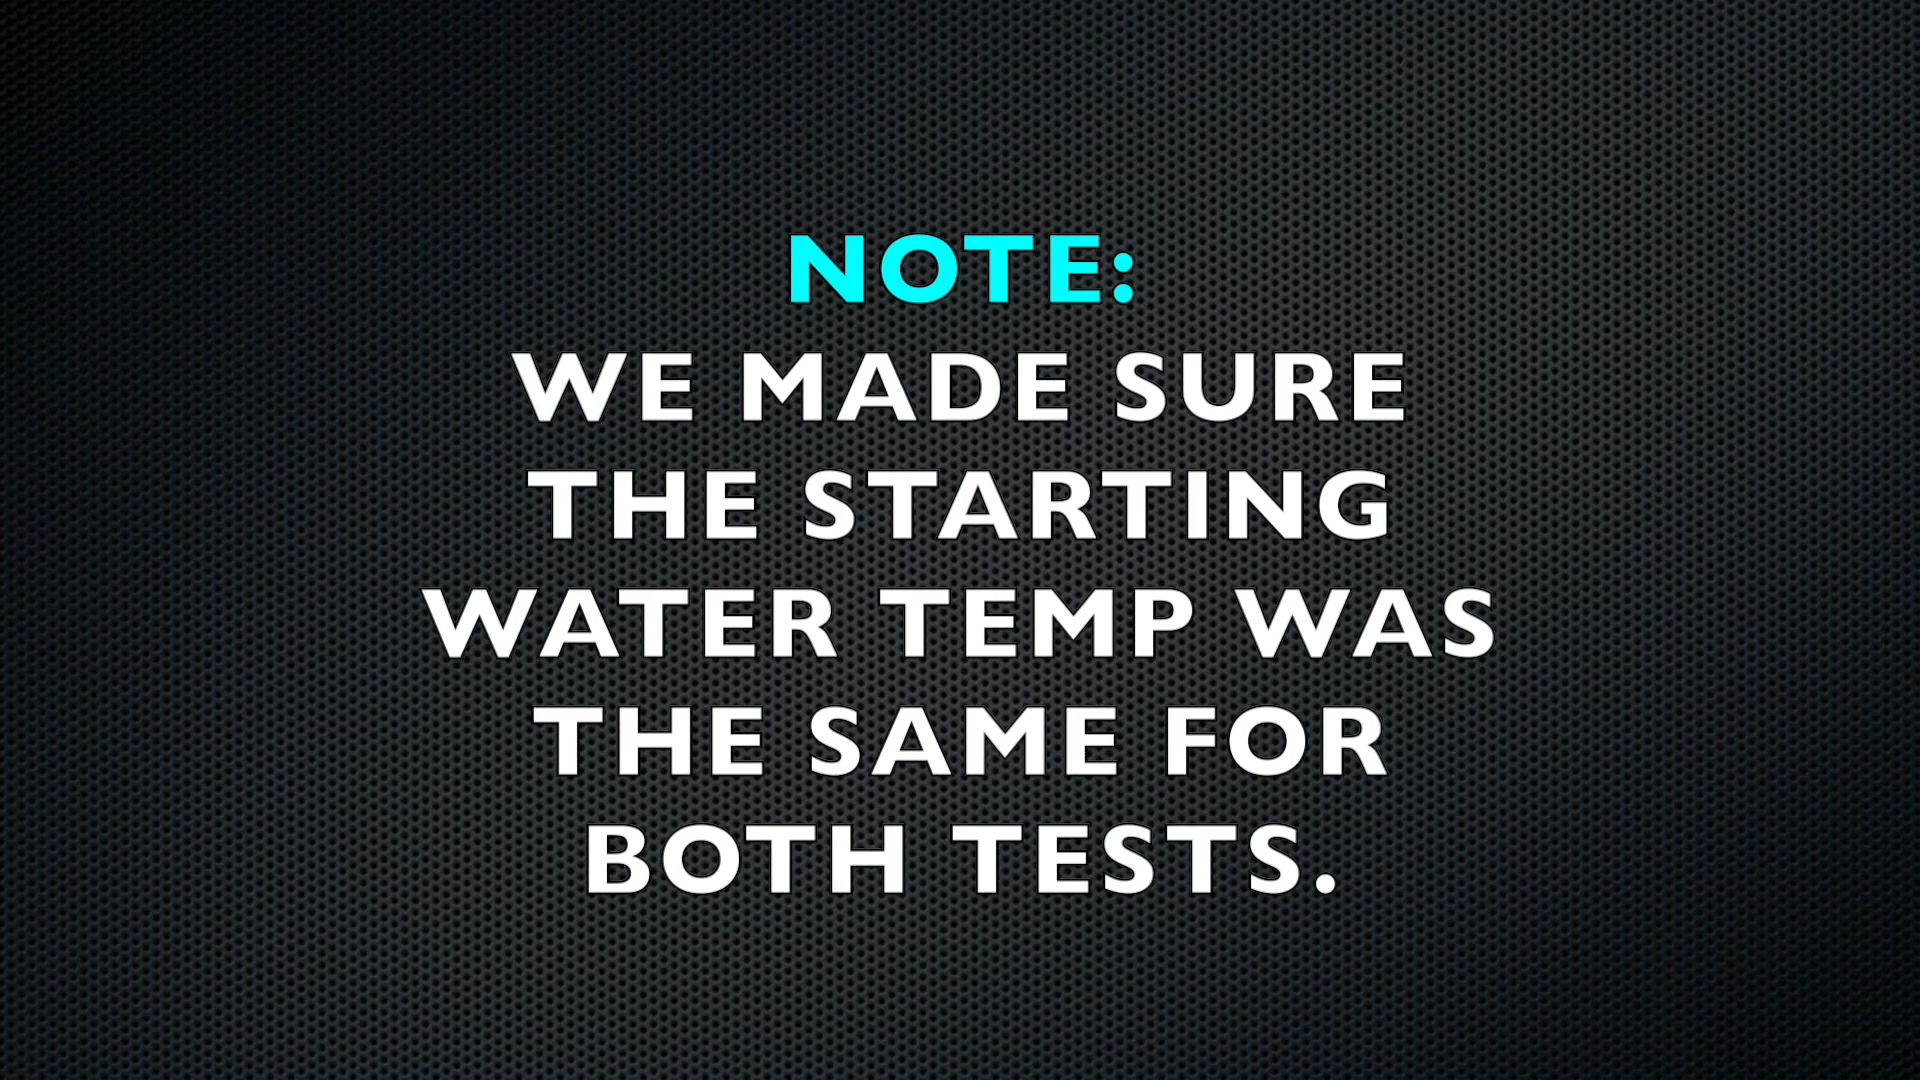 NOTE:
WE MADE SURE
THE STARTING
WATER TEMP WAS
THE SAME FOR
BOTH TESTS.